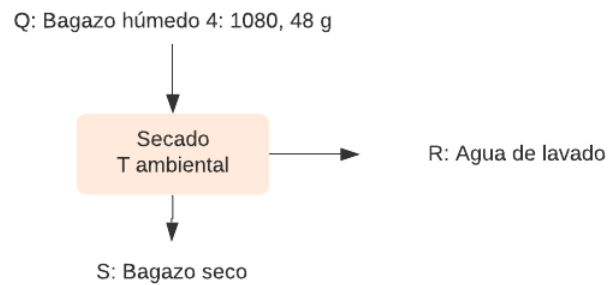 Q: Bagazo húmedo 4: 1080, 48 g
Secado
T ambiental
R: Agua de lavado
S: Bagazo seco